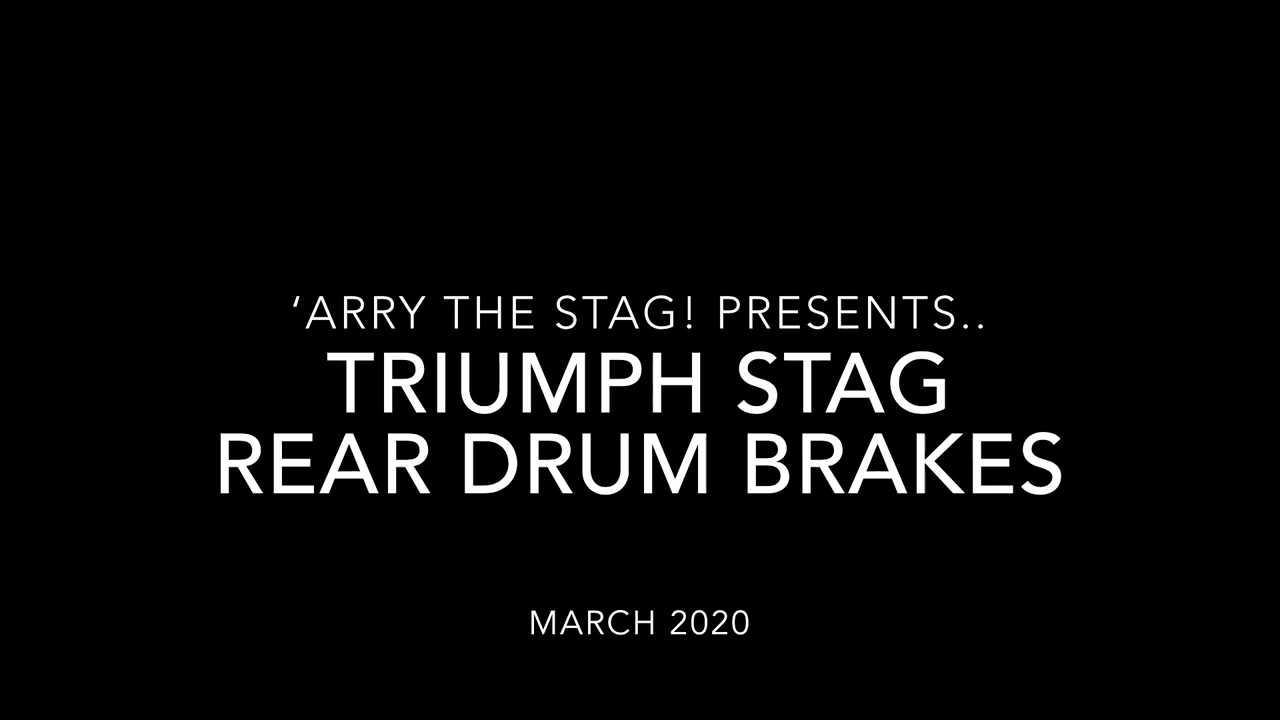 ‘ARRY THE STAG! PRESENTS..
TRIUMPH STAG
REAR DRUM BRAKES
MARCH 2020